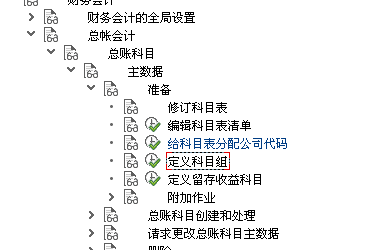 财务会计
财务会计的全局设置
总帐会计
总账科目
主数据
准备
修订科目表
编辑科目表清单
给科目表分配公司代码
定义科目组
定义留存收益科目
附加作业
总账科目创建和处理
请求更改总账科目主数据
删除